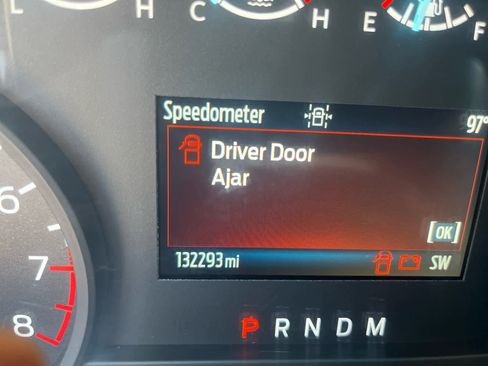 L H C H E F
Speedometer 97°
Driver Door
Ajar
[OK]
6
7
8
132293 mi SW
P R N D M